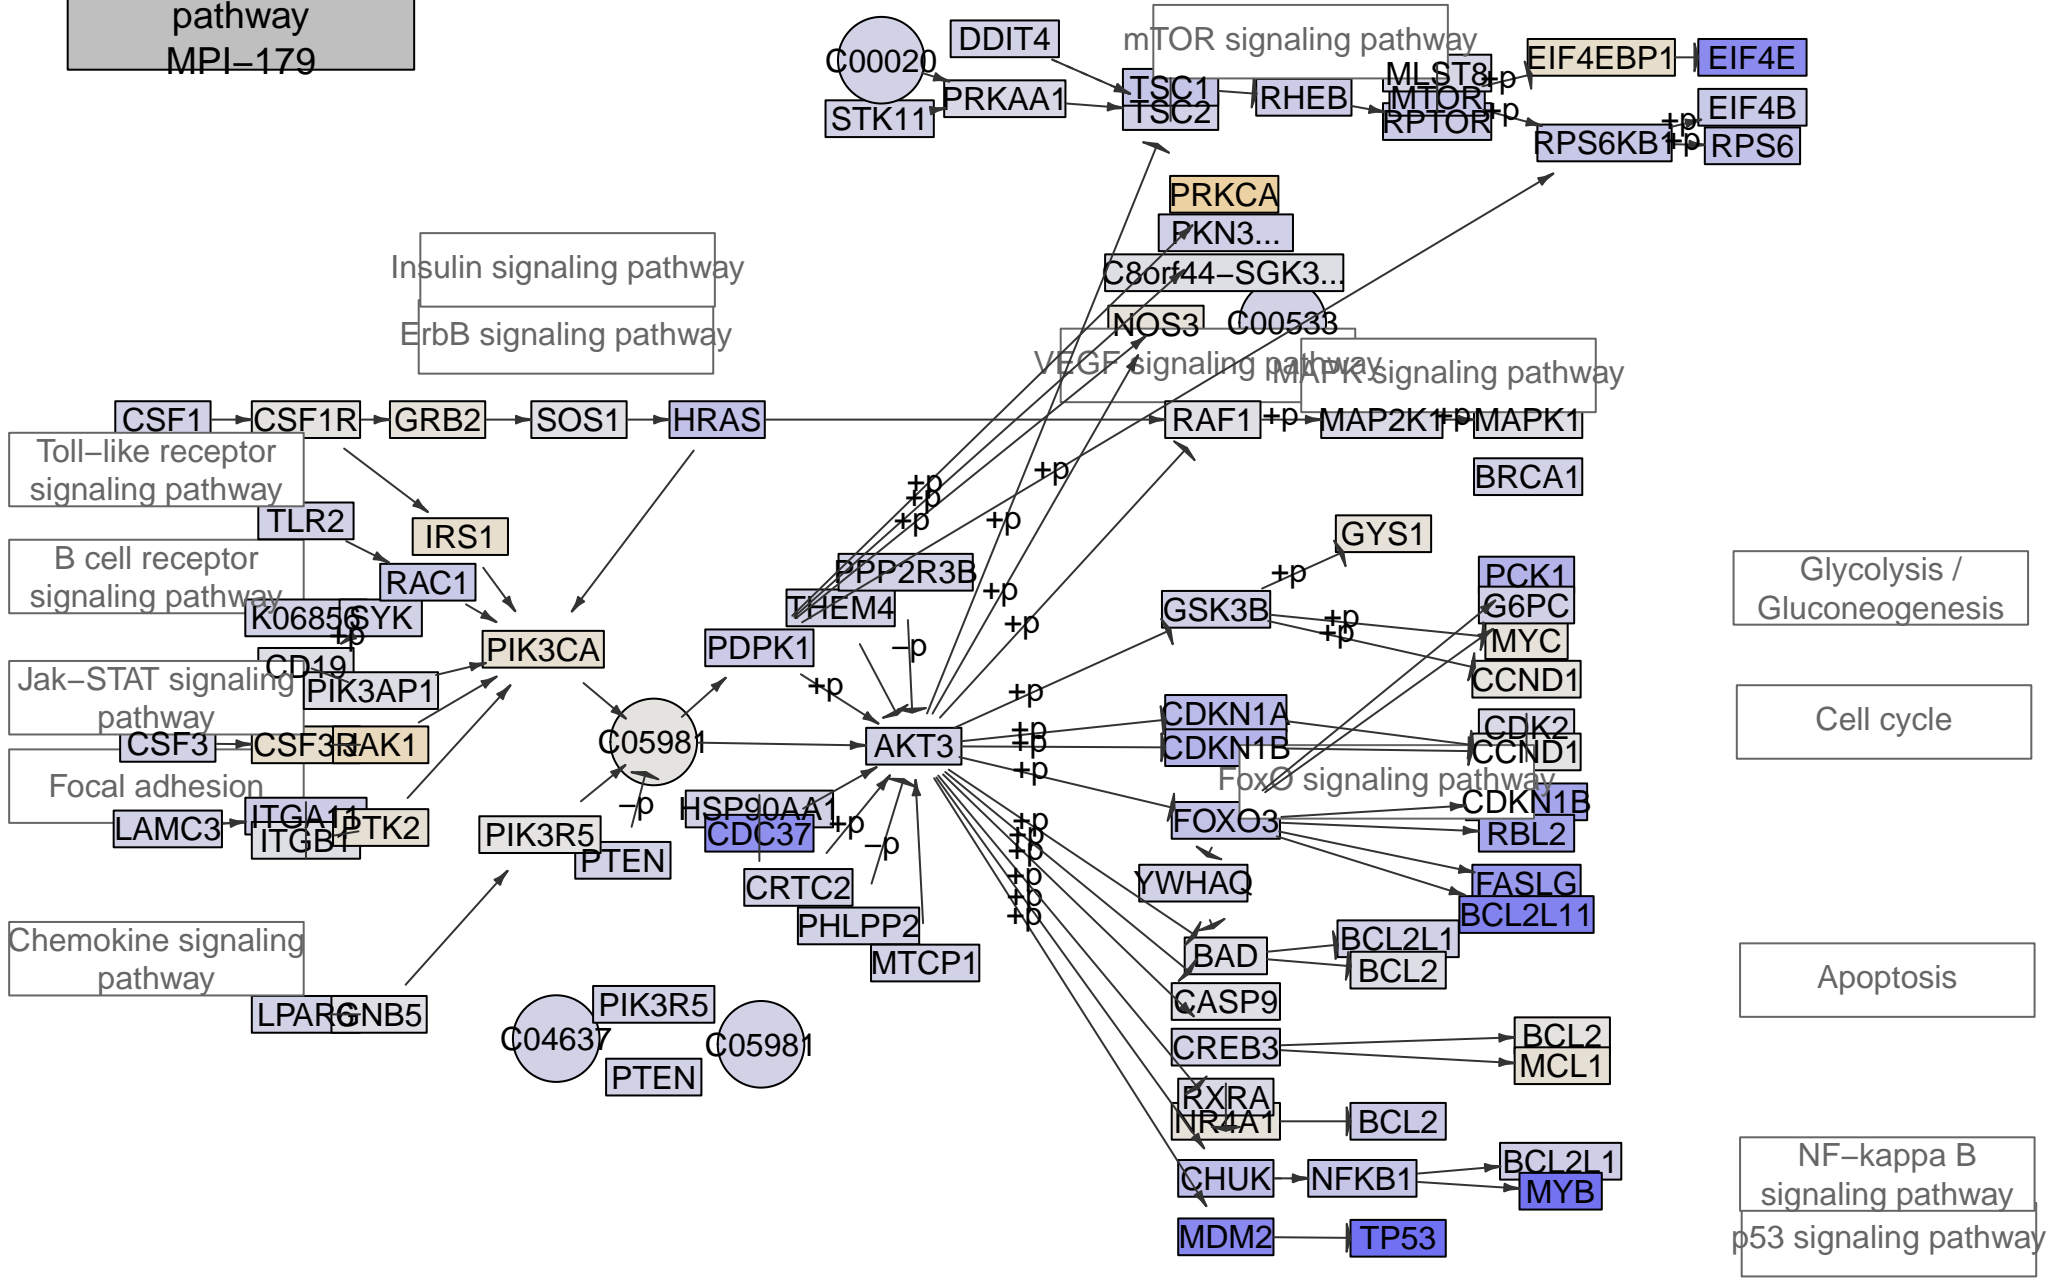 pathway
MPI−179
C00020
DDIT4
mTOR signaling pathway
EIF4EBP1
EIF4E
STK11
PRKAA1
TSC1
TSC2
RHEB
MLST8
MTOR
RPTOR
+p
+p
RPS6KB1
+p
+p
EIF4B
RPS6
PRKCA
PKN3...
C8orf44−SGK3...
NOS3
C00533
Insulin signaling pathway
ErbB signaling pathway
VEGF signaling pathway
MAPK signaling pathway
CSF1
CSF1R
GRB2
SOS1
HRAS
RAF1
+p
MAP2K1
+p
MAPK1
BRCA1
Toll−like receptor
signaling pathway
TLR2
IRS1
+p
+p
+p
+p
+p
GYS1
B cell receptor
signaling pathway
RAC1
K06856
SYK
+p
CD19
PIK3AP1
PIK3CA
PPP2R3B
THEM4
PDPK1
−p
+p
+p
+p
GSK3B
+p
+p
+p
PCK1
G6PC
MYC
CCND1
Glycolysis /
Gluconeogenesis
Jak−STAT signaling
pathway
CSF3
CSF3R
JAK1
C05981
AKT3
+p
+p
+p
+p
CDKN1A
CDKN1B
CDK2
CCND1
Cell cycle
Focal adhesion
FoxO signaling pathway
LAMC3
ITGA11
ITGB1
PTK2
PIK3R5
PTEN
−p
HSP90AA1
CDC37
+p
−p
CRTC2
PHLPP2
MTCP1
+p
+p
+p
+p
+p
+p
FOXO3
CDKN1B
RBL2
FASLG
BCL2L11
YWHAQ
BAD
BCL2L1
BCL2
Apoptosis
Chemokine signaling
pathway
LPAR6
GNB5
C04637
PIK3R5
C05981
PTEN
CASP9
CREB3
BCL2
MCL1
RXRA
NR4A1
BCL2
CHUK
NFKB1
BCL2L1
MYB
NF−kappa B
signaling pathway
MDM2
TP53
p53 signaling pathway